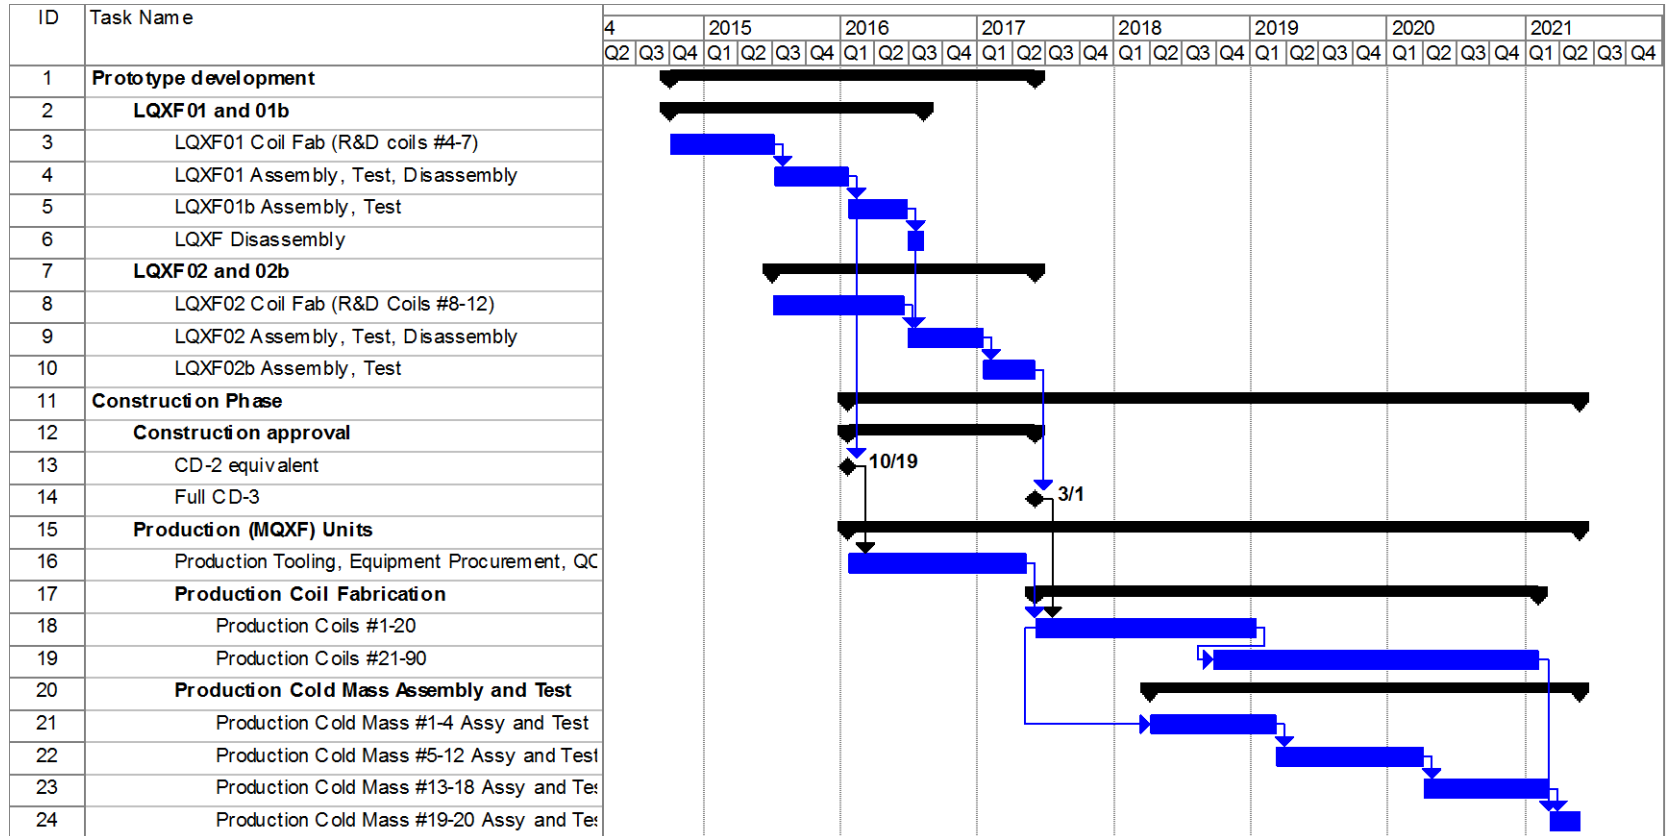 ID Task Name 4 2015 2016 2017 2018 2019 2020 2021
Q2 Q3 Q4 Q1 Q2 Q3 Q4 Q1 Q2 Q3 Q4 Q1 Q2 Q3 Q4 Q1 Q2 Q3 Q4 Q1 Q2 Q3 Q4 Q1 Q2 Q3 Q4 Q1 Q2 Q3 Q4
1 Prototype development
2 LQXF01 and 01b
3 LQXF01 Coil Fab (R&D coils #4-7)
4 LQXF01 Assembly, Test, Disassembly
5 LQXF01b Assembly, Test
6 LQXF Disassembly
7 LQXF02 and 02b
8 LQXF02 Coil Fab (R&D Coils #8-12)
9 LQXF02 Assembly, Test, Disassembly
10 LQXF02b Assembly, Test
11 Construction Phase
12 Construction approval
13 CD-2 equivalent 10/19
14 Full CD-3 3/1
15 Production (MQXF) Units
16 Production Tooling, Equipment Procurement, QC
17 Production Coil Fabrication
18 Production Coils #1-20
19 Production Coils #21-90
20 Production Cold Mass Assembly and Test
21 Production Cold Mass #1-4 Assy and Test
22 Production Cold Mass #5-12 Assy and Test
23 Production Cold Mass #13-18 Assy and Tes
24 Production Cold Mass #19-20 Assy and Tes